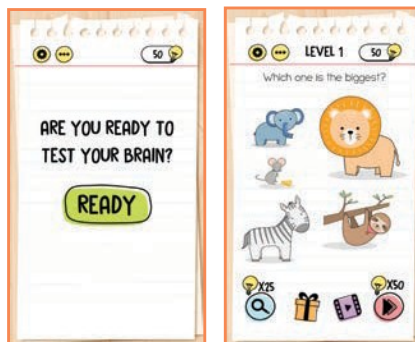 50
ARE YOU READY TO
TEST YOUR BRAIN?
READY
LEVEL 1
50
Which one is the biggest?
X25
X50